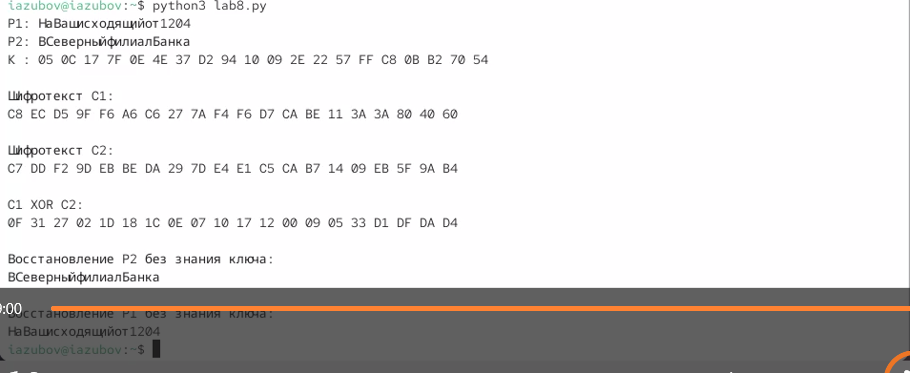 iazubov@iazubov:~$ python3 lab8.py
P1: НаВашисходящийот1204
P2: ВСеверныйфилиалБанка
K : 05 0C 17 7F 0E 4E 37 D2 94 10 09 2E 22 57 FF C8 0B B2 70 54
Шифротекст C1:
C8 EC D5 9F F6 A6 C6 27 7A F4 F6 D7 CA BE 11 3A 3A 80 40 60
Шифротекст C2:
C7 DD F2 9D EB BE DA 29 7D E4 E1 C5 CA B7 14 09 EB 5F 9A B4
C1 XOR C2:
0F 31 27 02 1D 18 1C 0E 07 10 17 12 00 09 05 33 D1 DF DA D4
Восстановление P2 без знания ключа:
ВСеверныйфилиалБанка
:00
Восстановление P1 без знания ключа:
НаВашисходящийот1204
iazubov@iazubov:~$